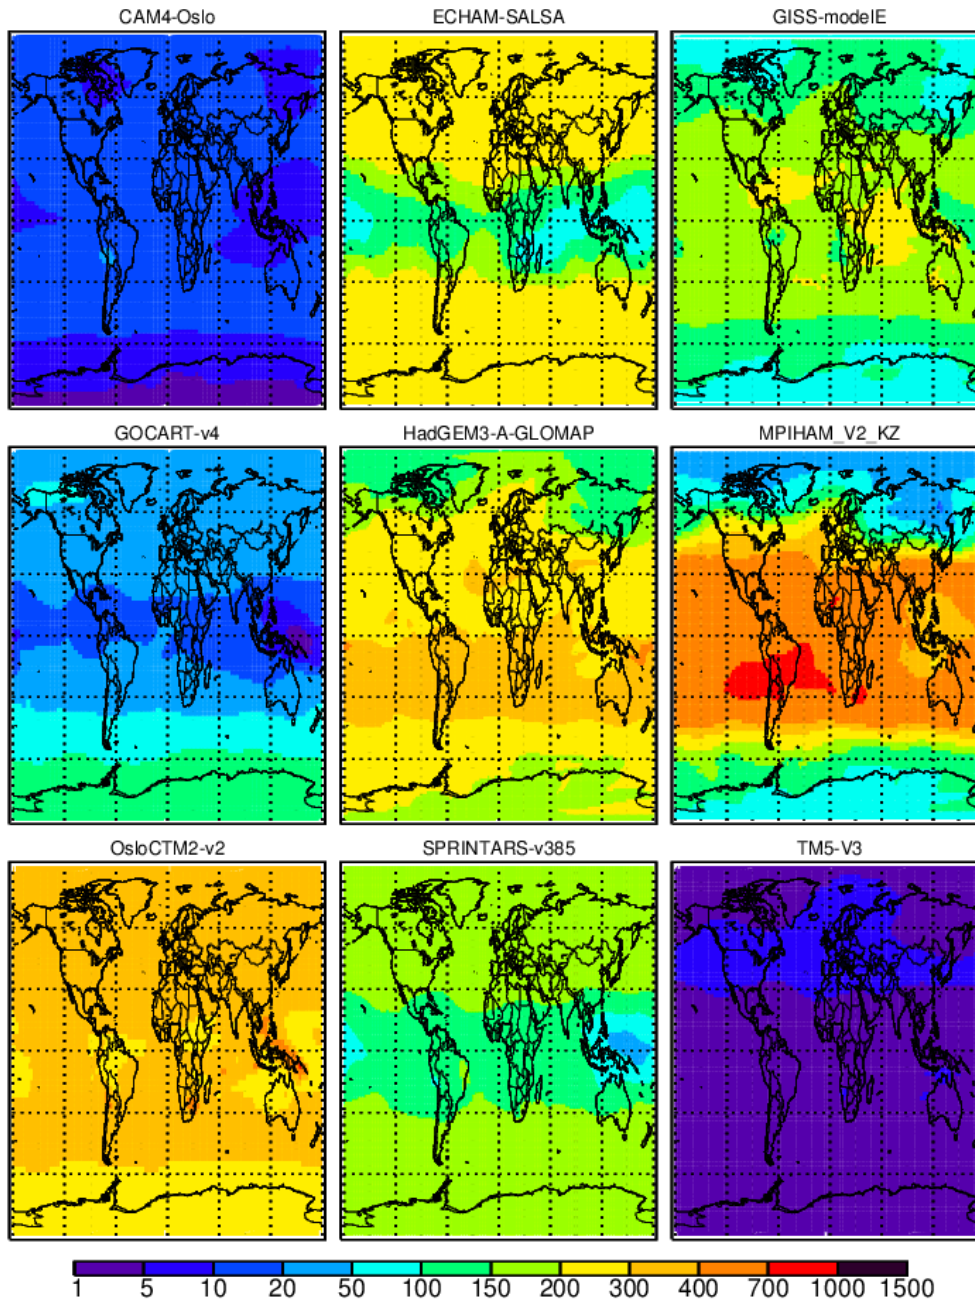 CAM4-Oslo ECHAM-SALSA GISS-modelE
GOCART-v4 HadGEM3-A-GLOMAP MPIHAM_V2_KZ
OsloCTM2-v2 SPRINTARS-v385 TM5-V3
1 5 10 20 50 100 150 200 300 400 700 1000 1500